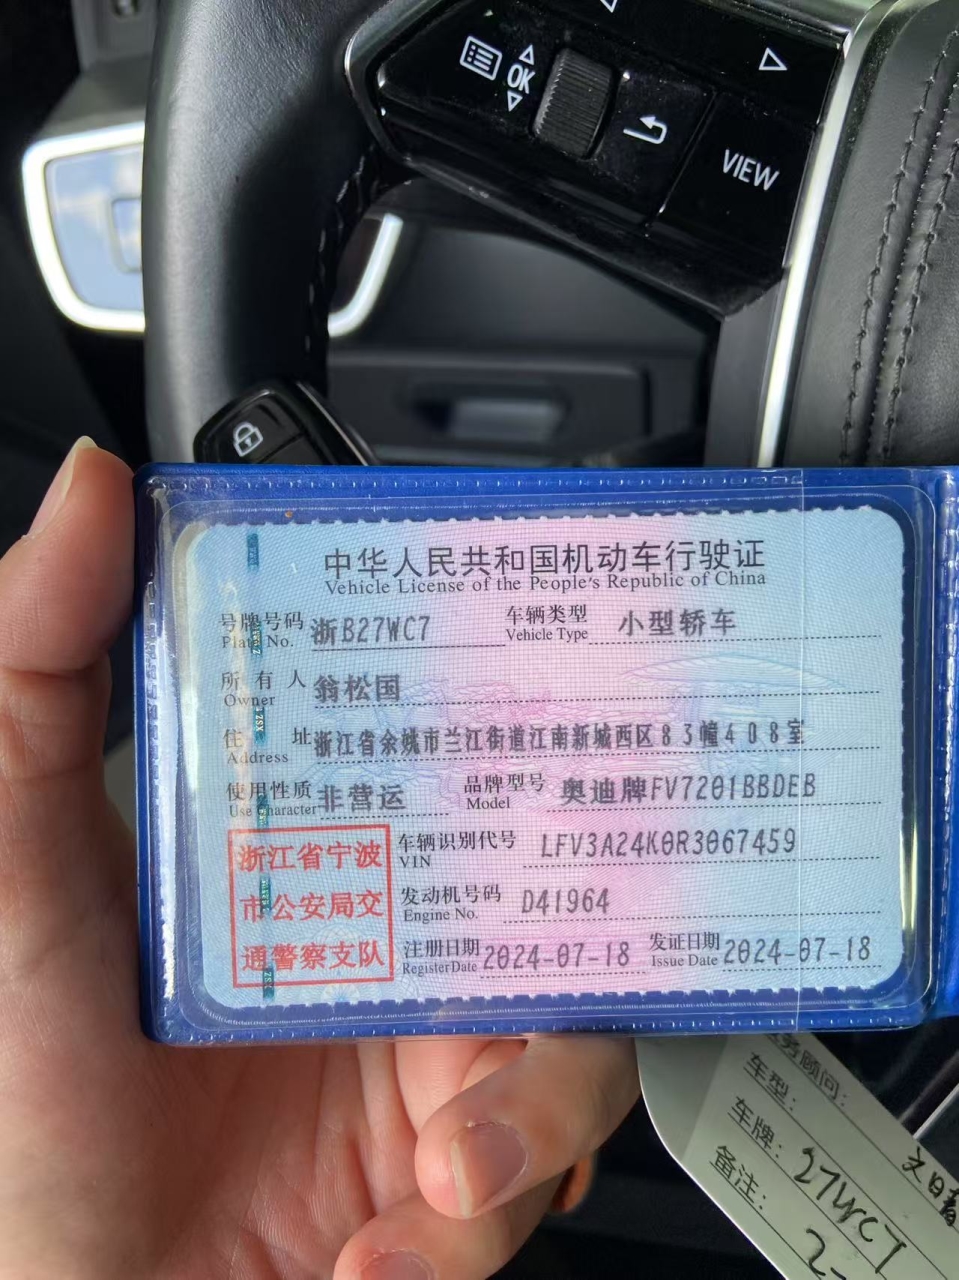 OK
VIEW
中华人民共和国机动车行驶证
Vehicle License of the People's Republic of China
号牌号码 浙B27WC7 车辆类型 小型轿车
Plate No. Vehicle Type
所有人 翁松国
Owner
住址 浙江省余姚市兰江街道江南新城西区83幢408室
Address
使用性质 非营运 品牌型号 奥迪牌FV7201BBDEB
Use Character Model
浙江省宁波
市公安局交
通警察支队
车辆识别代号 LFV3A24K0R3067459
VIN
发动机号码 D41964
Engine No.
注册日期 2024-07-18 发证日期 2024-07-18
Register Date Issue Date
顾问:
车型:
车牌: 27WC7
备注: